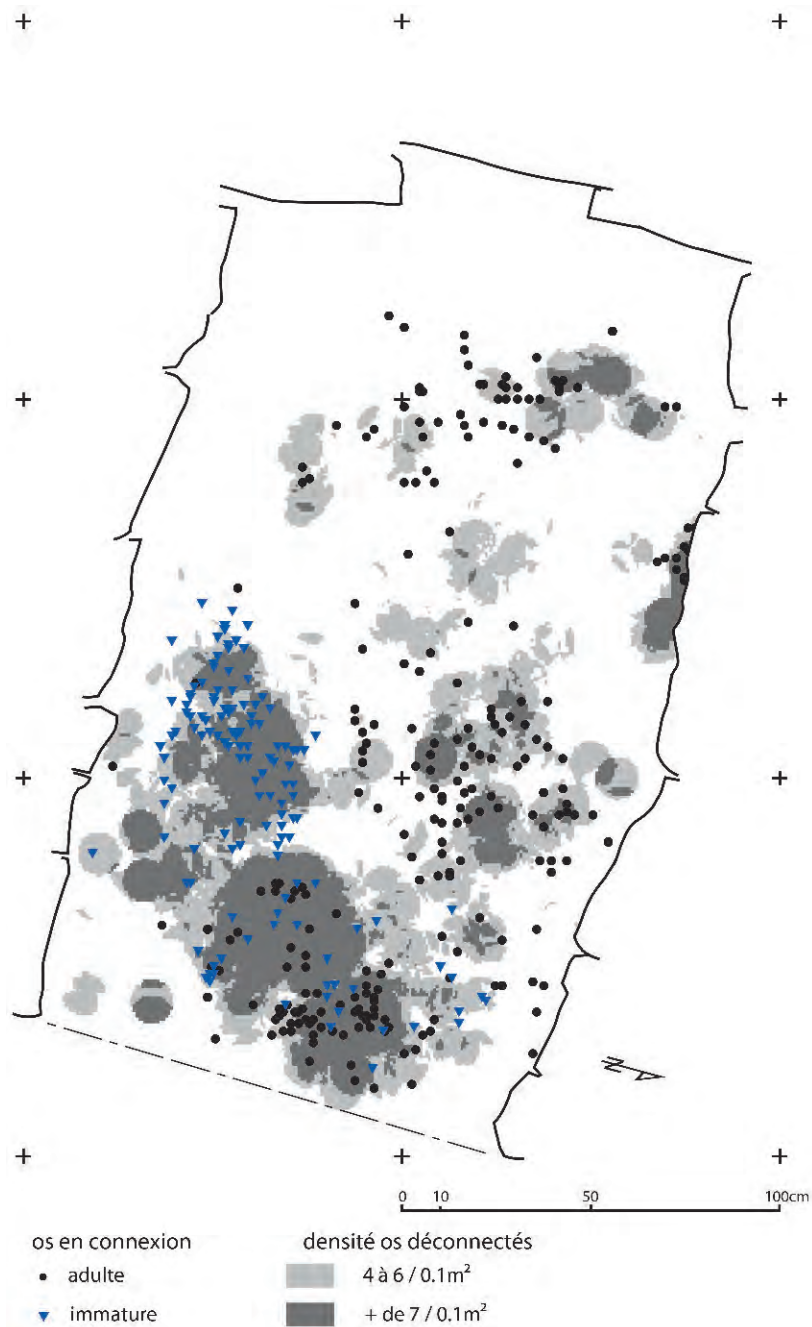 N
0 10 50 100cm
os en connexion
densité os déconnectés
adulte
4 à 6 / 0.1m²
immature
+ de 7 / 0.1m²